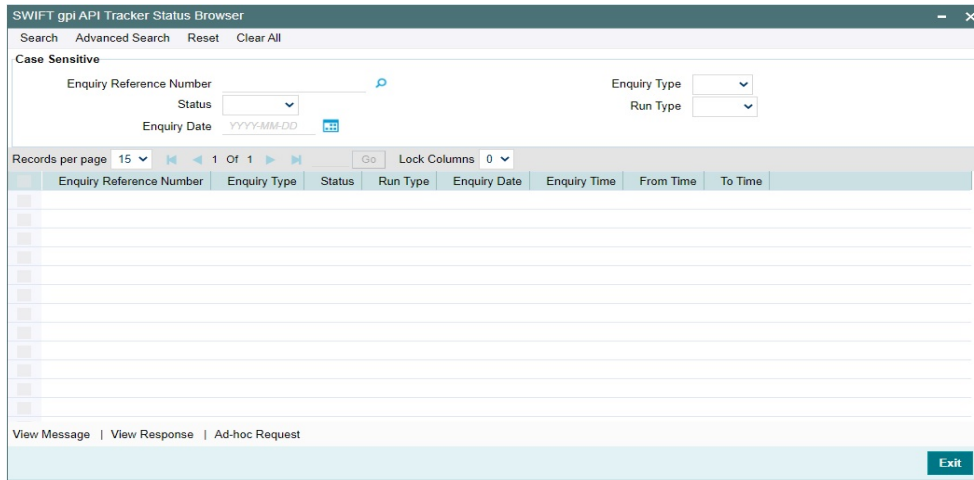 SWIFT gpi API Tracker Status Browser
Search Advanced Search Reset Clear All
Case Sensitive
Enquiry Reference Number Enquiry Type
Status Run Type
Enquiry Date YYYY-MM-DD
Records per page 15 1 Of 1 Go Lock Columns 0
Enquiry Reference Number Enquiry Type Status Run Type Enquiry Date Enquiry Time From Time To Time
View Message | View Response | Ad-hoc Request
Exit